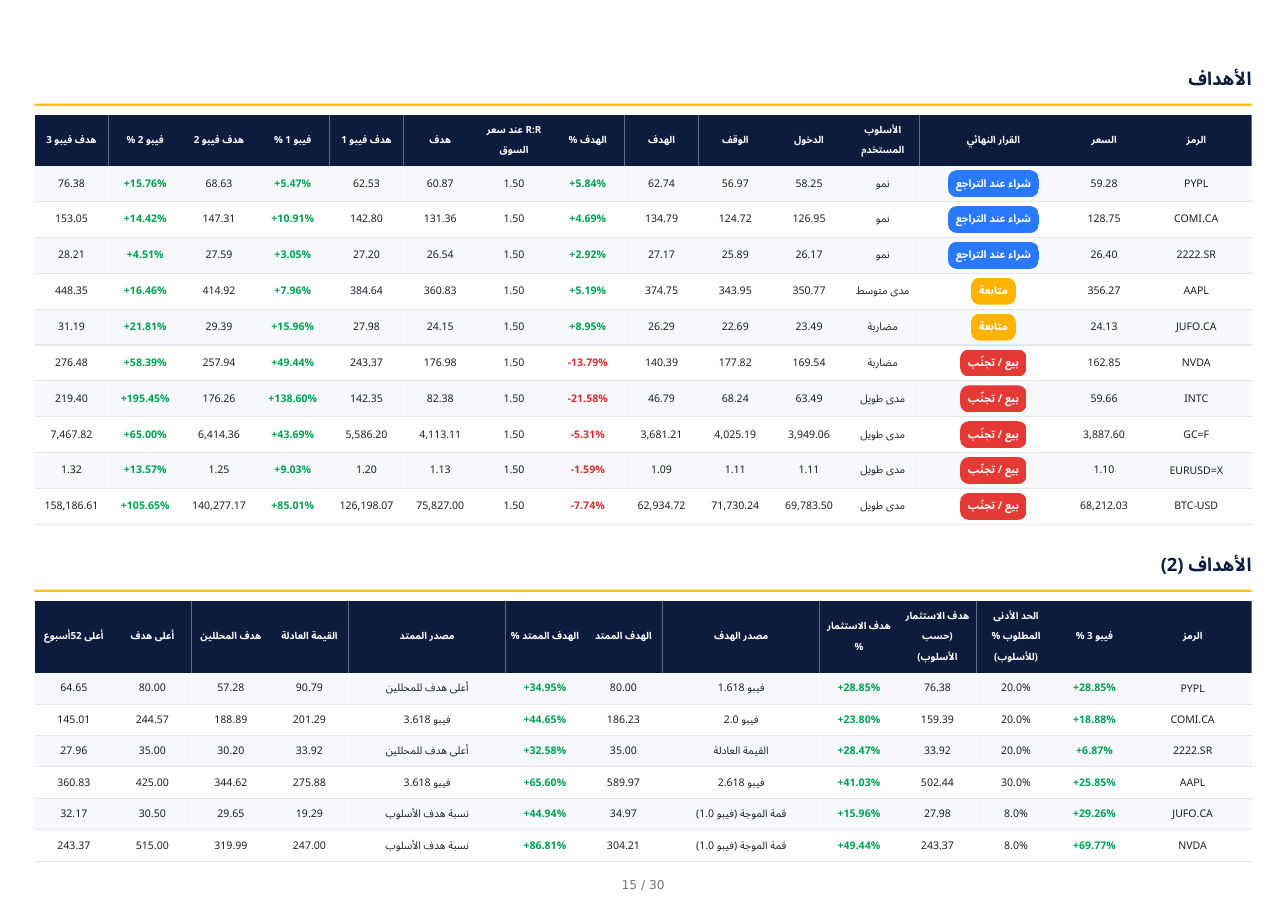 الأهداف
الرمز السعر القرار النهائي الأسلوب المستخدم الدخول الوقف الهدف الهدف % R:R عند سعر السوق هدف هدف فيبو 1 فيبو 1 % هدف فيبو 2 فيبو 2 % هدف فيبو 3
PYPL 59.28 شراء عند التراجع نمو 58.25 56.97 62.74 +5.84% 1.50 60.87 62.53 +5.47% 68.63 +15.76% 76.38
COMI.CA 128.75 شراء عند التراجع نمو 126.95 124.72 134.79 +4.69% 1.50 131.36 142.80 +10.91% 147.31 +14.42% 153.05
2222.SR 26.40 شراء عند التراجع نمو 26.17 25.89 27.17 +2.92% 1.50 26.54 27.20 +3.05% 27.59 +4.51% 28.21
AAPL 356.27 متابعة مدى متوسط 350.77 343.95 374.75 +5.19% 1.50 360.83 384.64 +7.96% 414.92 +16.46% 448.35
JUFO.CA 24.13 متابعة مضاربة 23.49 22.69 26.29 +8.95% 1.50 24.15 27.98 +15.96% 29.39 +21.81% 31.19
NVDA 162.85 بيع / تجنّب مضاربة 169.54 177.82 140.39 -13.79% 1.50 176.98 243.37 +49.44% 257.94 +58.39% 276.48
INTC 59.66 بيع / تجنّب مدى طويل 63.49 68.24 46.79 -21.58% 1.50 82.38 142.35 +138.60% 176.26 +195.45% 219.40
GC=F 3,887.60 بيع / تجنّب مدى طويل 3,949.06 4,025.19 3,681.21 -5.31% 1.50 4,113.11 5,586.20 +43.69% 6,414.36 +65.00% 7,467.82
EURUSD=X 1.10 بيع / تجنّب مدى طويل 1.11 1.11 1.09 -1.59% 1.50 1.13 1.20 +9.03% 1.25 +13.57% 1.32
BTC-USD 68,212.03 بيع / تجنّب مدى طويل 69,783.50 71,730.24 62,934.72 -7.74% 1.50 75,827.00 126,198.07 +85.01% 140,277.17 +105.65% 158,186.61
الأهداف (2)
الرمز فيبو 3 % الحد الأدنى المطلوب % (للأسلوب) هدف الاستثمار (حسب الأسلوب) هدف الاستثمار % مصدر الهدف الهدف الممتد الهدف الممتد % مصدر الممتد القيمة العادلة هدف المحللين أعلى هدف أعلى 52أسبوع
PYPL +28.85% 20.0% 76.38 +28.85% فيبو 1.618 80.00 +34.95% أعلى هدف للمحللين 90.79 57.28 80.00 64.65
COMI.CA +18.88% 20.0% 159.39 +23.80% فيبو 2.0 186.23 +44.65% فيبو 3.618 201.29 188.89 244.57 145.01
2222.SR +6.87% 20.0% 33.92 +28.47% القيمة العادلة 35.00 +32.58% أعلى هدف للمحللين 33.92 30.20 35.00 27.96
AAPL +25.85% 30.0% 502.44 +41.03% فيبو 2.618 589.97 +65.60% فيبو 3.618 275.88 344.62 425.00 360.83
JUFO.CA +29.26% 8.0% 27.98 +15.96% قمة الموجة (فيبو 1.0) 34.97 +44.94% نسبة هدف الأسلوب 19.29 29.65 30.50 32.17
NVDA +69.77% 8.0% 243.37 +49.44% قمة الموجة (فيبو 1.0) 304.21 +86.81% نسبة هدف الأسلوب 247.00 319.99 515.00 243.37
15 / 30